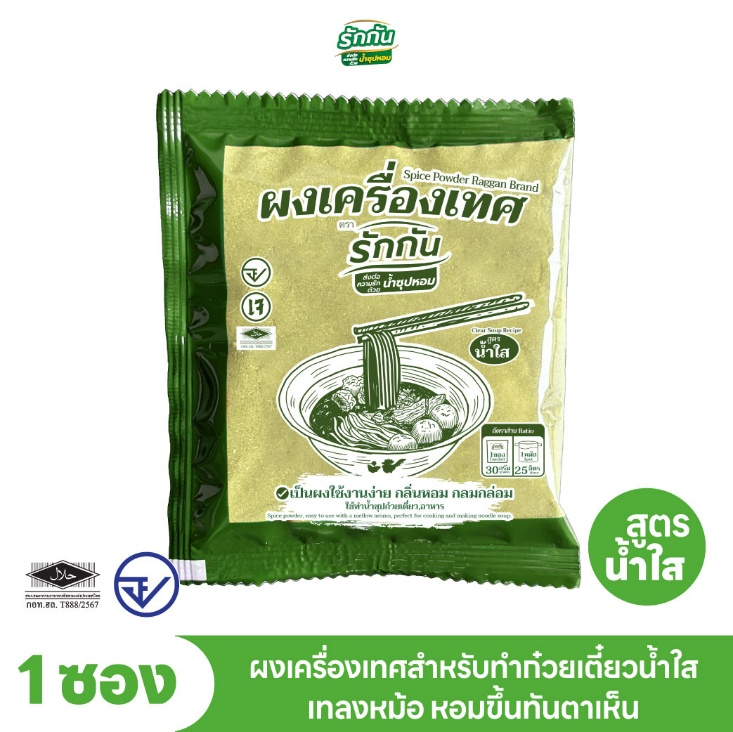 รักกัน
ส่งต่อ
ความรัก
ด้วย
น้ำซุปหอม
Spice Powder Raggan Brand
ผงเครื่องเทศ
ตรา
รักกัน
ส่งต่อ
ความรัก
ด้วย
น้ำซุปหอม
เจ
Clear Soup Recipe
สูตร
น้ำใส
อัตราส่วน Ratio
1 ซอง
1 หม้อ
30 กรัม
25 ลิตร
เป็นผงใช้งานง่าย กลิ่นหอม กลมกล่อม
ใช้ทำน้ำซุปก๋วยเตี๋ยว,อาหาร
Spice powder, easy to use with a mellow aroma, perfect for cooking and making noodle soup.
สูตร
น้ำใส
حلال
กอท.ฮล. T888/2567
1 ซอง
ผงเครื่องเทศสำหรับทำก๋วยเตี๋ยวน้ำใส
เทลงหม้อ หอมขึ้นทันตาเห็น